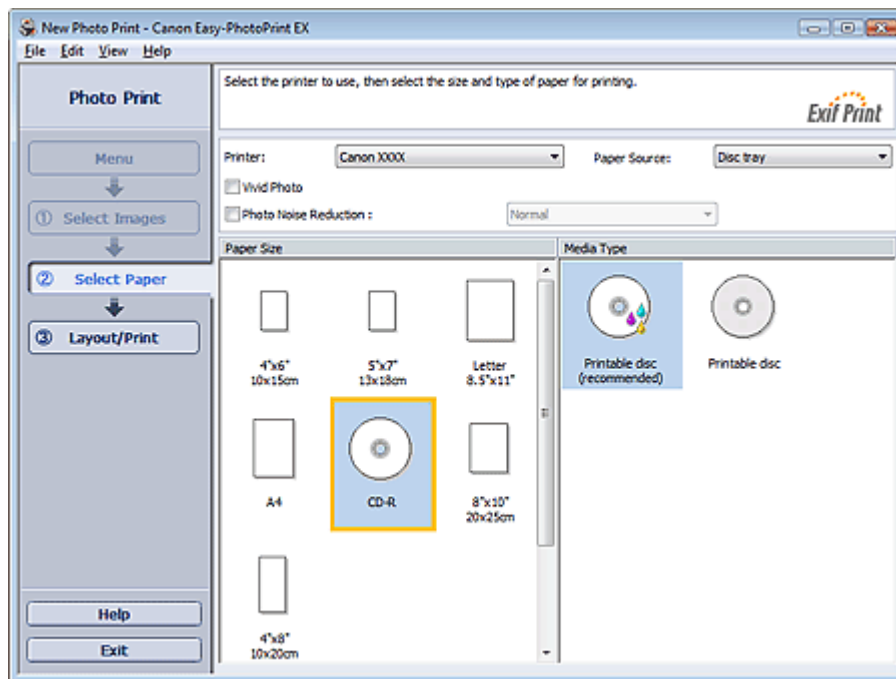 New Photo Print - Canon Easy-PhotoPrint EX
File Edit View Help
Photo Print
Select the printer to use, then select the size and type of paper for printing.
Exif Print
Menu
① Select Images
② Select Paper
③ Layout/Print
Help
Exit
Printer: Canon XXXX Paper Source: Disc tray
Vivid Photo
Photo Noise Reduction : Normal
Paper Size
4"x6"
10x15cm
5"x7"
13x18cm
Letter
8.5"x11"
A4
CD-R
8"x10"
20x25cm
4"x8"
10x20cm
Media Type
Printable disc
(recommended)
Printable disc